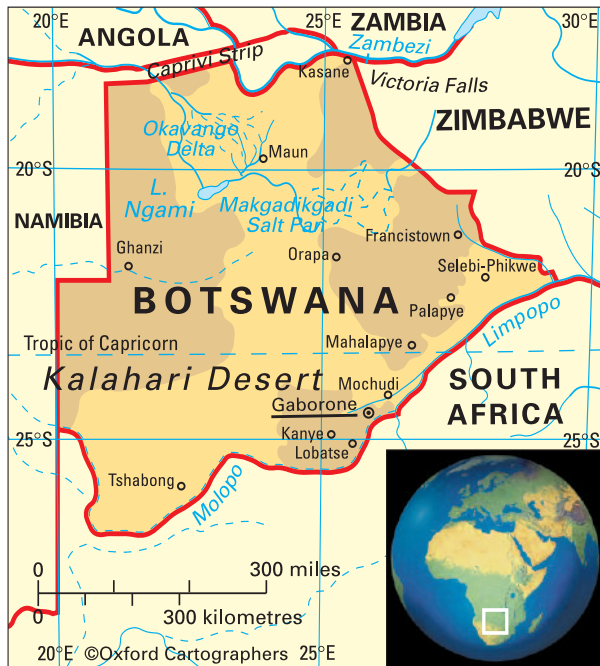 20°E
25°E
ZAMBIA
30°E
ANGOLA
Zambezi
Caprivi Strip
Kasane
Victoria Falls
ZIMBABWE
Okavango
Delta
Maun
20°S
20°S
L.
Ngami
Makgadikgadi
Salt Pan
NAMIBIA
Francistown
Ghanzi
Orapa
Selebi-Phikwe
BOTSWANA
Palapye
Limpopo
Tropic of Capricorn
Mahalapye
Kalahari Desert
Mochudi
SOUTH
AFRICA
Gaborone
25°S
Kanye
25°S
Lobatse
Tshabong
Molopo
0
300 miles
0
300 kilometres
20°E
©Oxford Cartographers
25°E